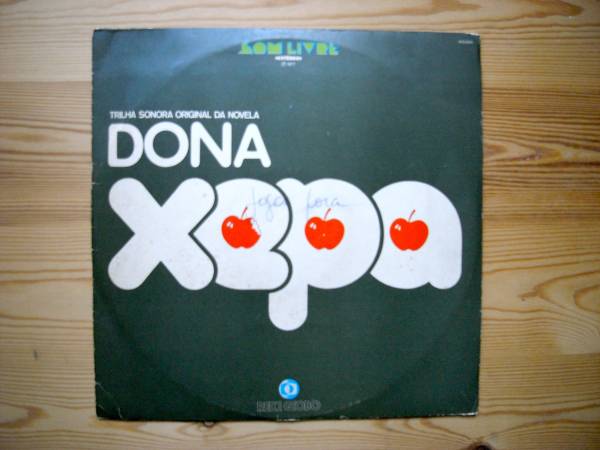 SOM LIVRE
TRILHA SONORA ORIGINAL DA NOVELA
DONA
xepa
REDE GLOBO